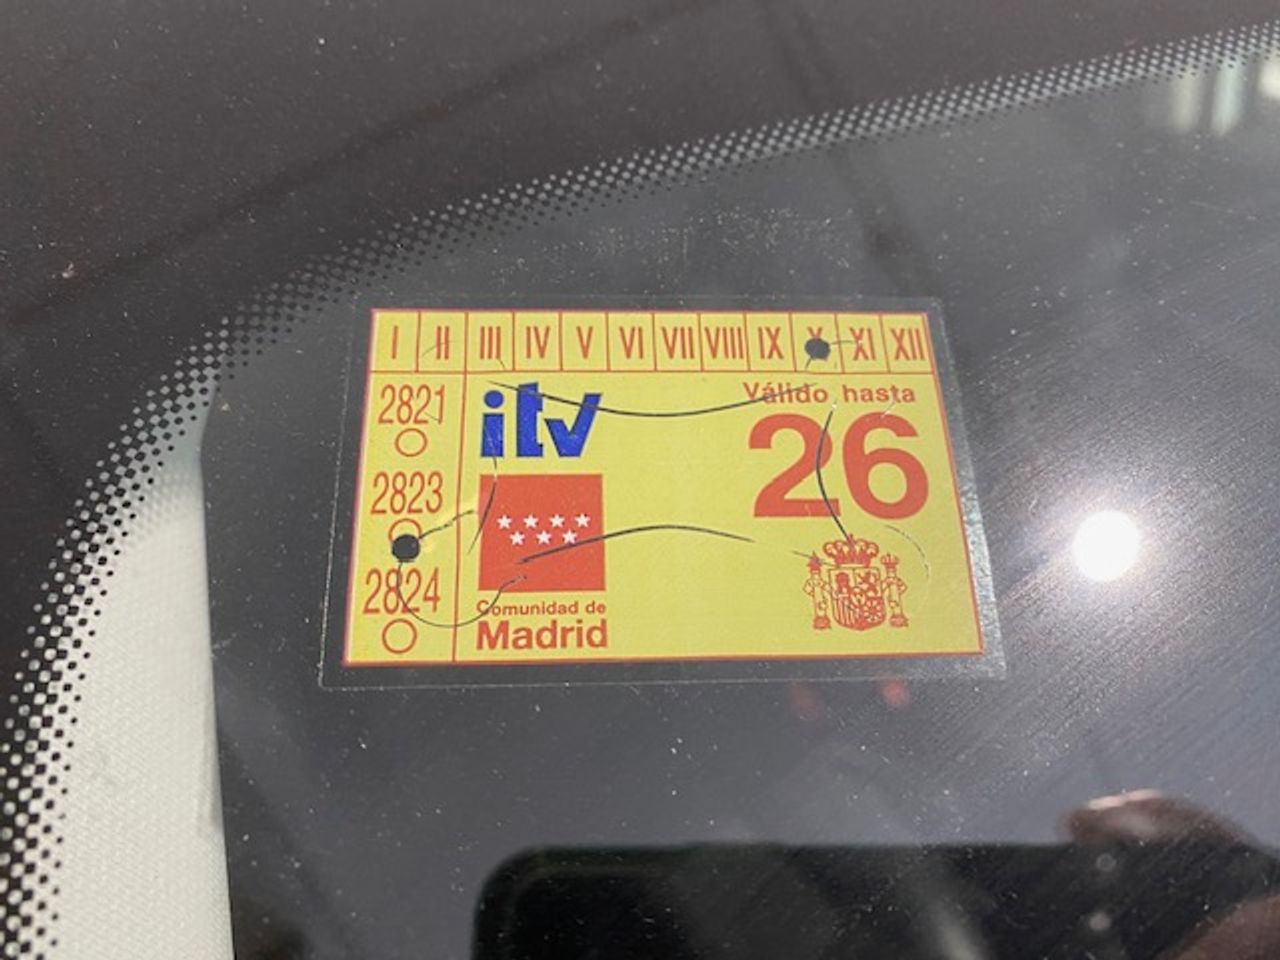 I II III IV V VI VII VIII IX X XI XII
2821
2823
2824
itv
Comunidad de
Madrid
Válido hasta
26